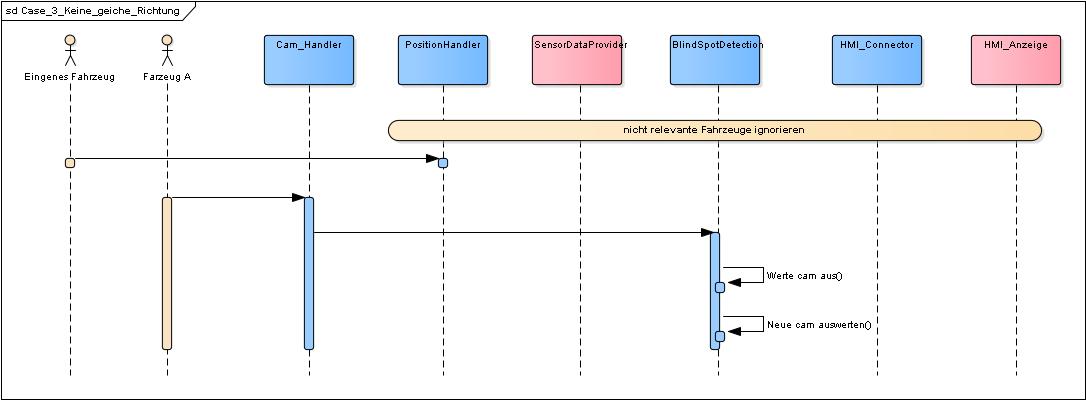 sd Case_3_Keine_geiche_Richtung
Eingenes Fahrzeug
Farzeug A
Cam_Handler
PositionHandler
SensorDataProvider
BlindSpotDetection
HMI_Connector
HMI_Anzeige
nicht relevante Fahrzeuge ignorieren
Werte cam aus()
Neue cam auswerten()